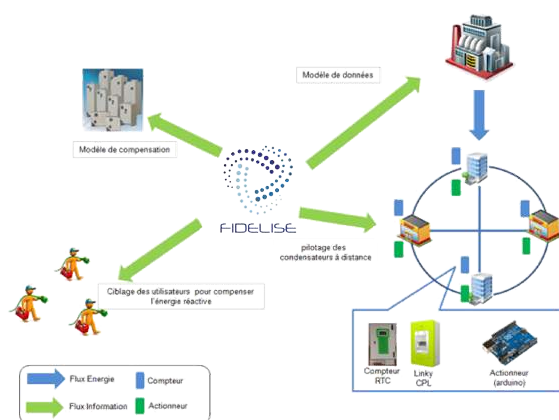 Modèle de données
Modèle de compensation
FIDELISE
pilotage des
condensateurs à distance
Ciblage des utilisateurs pour compenser
l'énergie réactive
Compteur
RTC
Linky
CPL
Actionneur
(arduino)
Flux Energie
Compteur
Flux Information
Actionneur